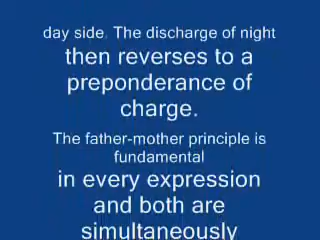 day side. The discharge of night
then reverses to a
preponderance of
charge.
The father-mother principle is
fundamental
in every expression
and both are
simultaneously